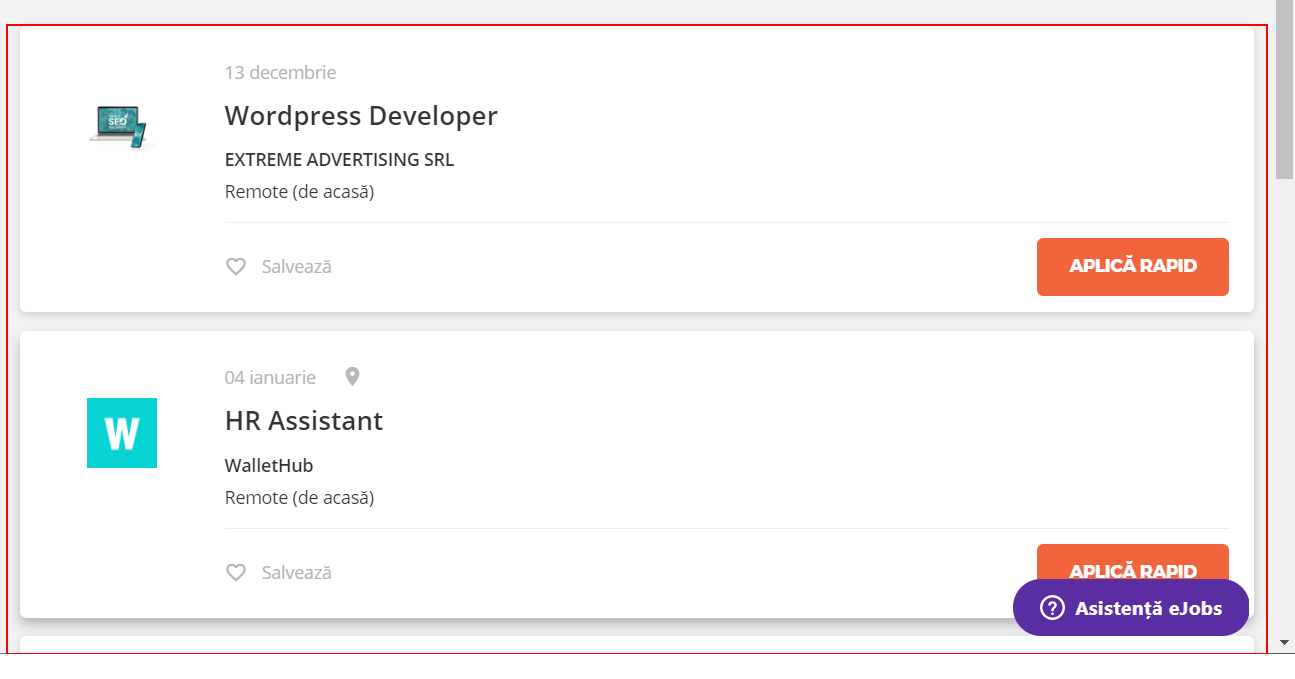 13 decembrie
Wordpress Developer
SEO
EXTREME ADVERTISING SRL
Remote (de acasă)
Salvează
APLICĂ RAPID
04 ianuarie
HR Assistant
W
WalletHub
Remote (de acasă)
Salvează
APLICĂ RAPID
Asistență eJobs